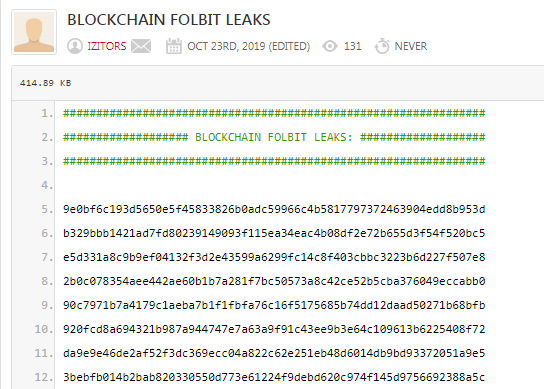 BLOCKCHAIN FOLBIT LEAKS
IZITORS OCT 23RD, 2019 (EDITED) 131 NEVER
414.89 KB
1. ################################################################
2. ################### BLOCKCHAIN FOLBIT LEAKS: ###################
3. ################################################################
4.
5. 9e0bf6c193d5650e5f45833826b0adc59966c4b5817797372463904edd8b953d
6. b329bbb1421ad7fd80239149093f115ea34eac4b08df2e72b655d3f54f520bc5
7. e5d331a8c9b9ef04132f3d2e43599a6299fc14c8f403cbbc3223b6d227f507e8
8. 2b0c078354aee442ae60b1b7a281f7bc50573a8c42ce52b5cba376049eccabb0
9. 90c7971b7a4179c1aeba7b1f1fbfa76c16f5175685b74dd12daad50271b68bfb
10. 920fcd8a694321b987a944747e7a63a9f91c43ee9b3e64c109613b6225408f72
11. da9e9e46de2af52f3dc369ecc04a822c62e251eb48d6014db9bd93372051a9e5
12. 3bebfb014b2bab820330550d773e61224f9debd620c974f145d9756692388a5c